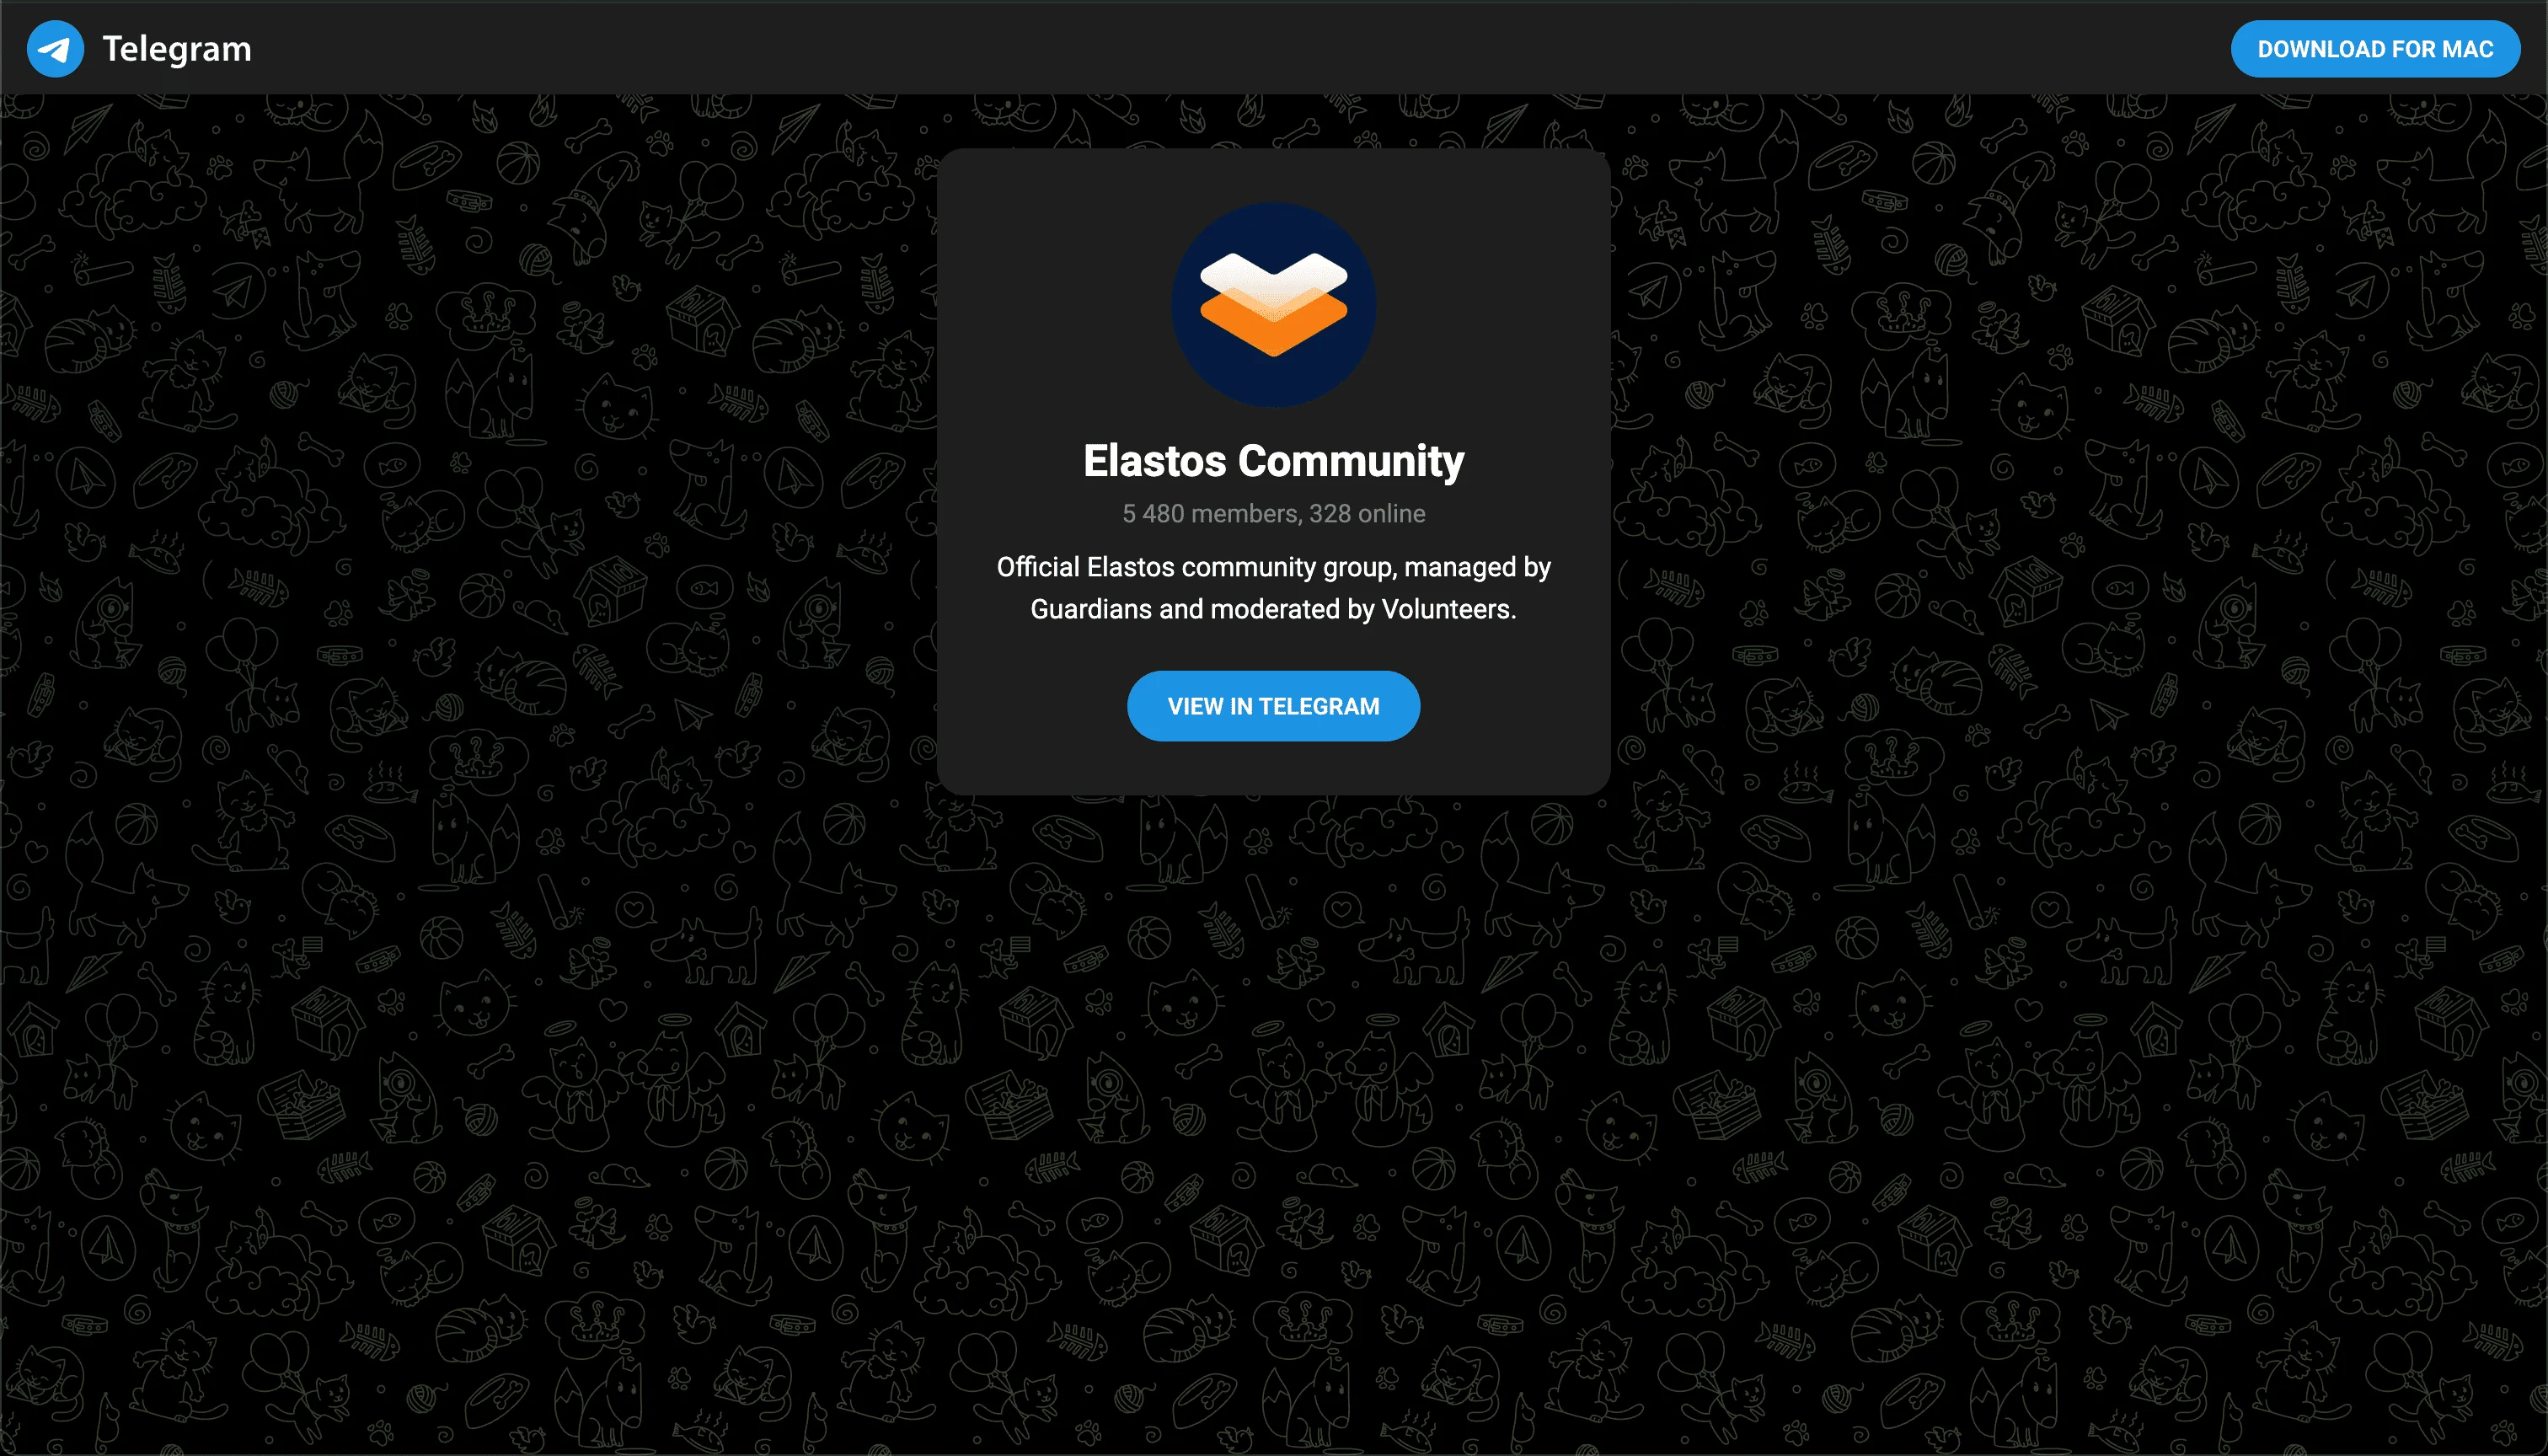 Telegram
DOWNLOAD FOR MAC
Elastos Community
5 480 members, 328 online
Official Elastos community group, managed by
Guardians and moderated by Volunteers.
VIEW IN TELEGRAM